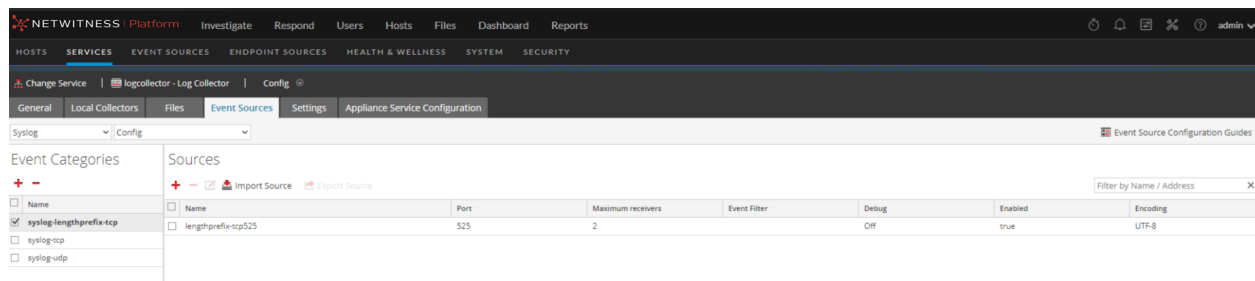 NETWITNESS Platform Investigate Respond Users Hosts Files Dashboard Reports admin
HOSTS SERVICES EVENT SOURCES ENDPOINT SOURCES HEALTH & WELLNESS SYSTEM SECURITY
Change Service | logcollector - Log Collector | Config
General Local Collectors Files Event Sources Settings Appliance Service Configuration
Syslog Config Event Source Configuration Guides
Event Categories Sources
Import Source Export Source Filter by Name / Address X
Name Name Port Maximum receivers Event Filter Debug Enabled Encoding
syslog-lengthprefix-tcp lengthprefix-tcp525 525 2 Off true UTF-8
syslog-tcp
syslog-udp